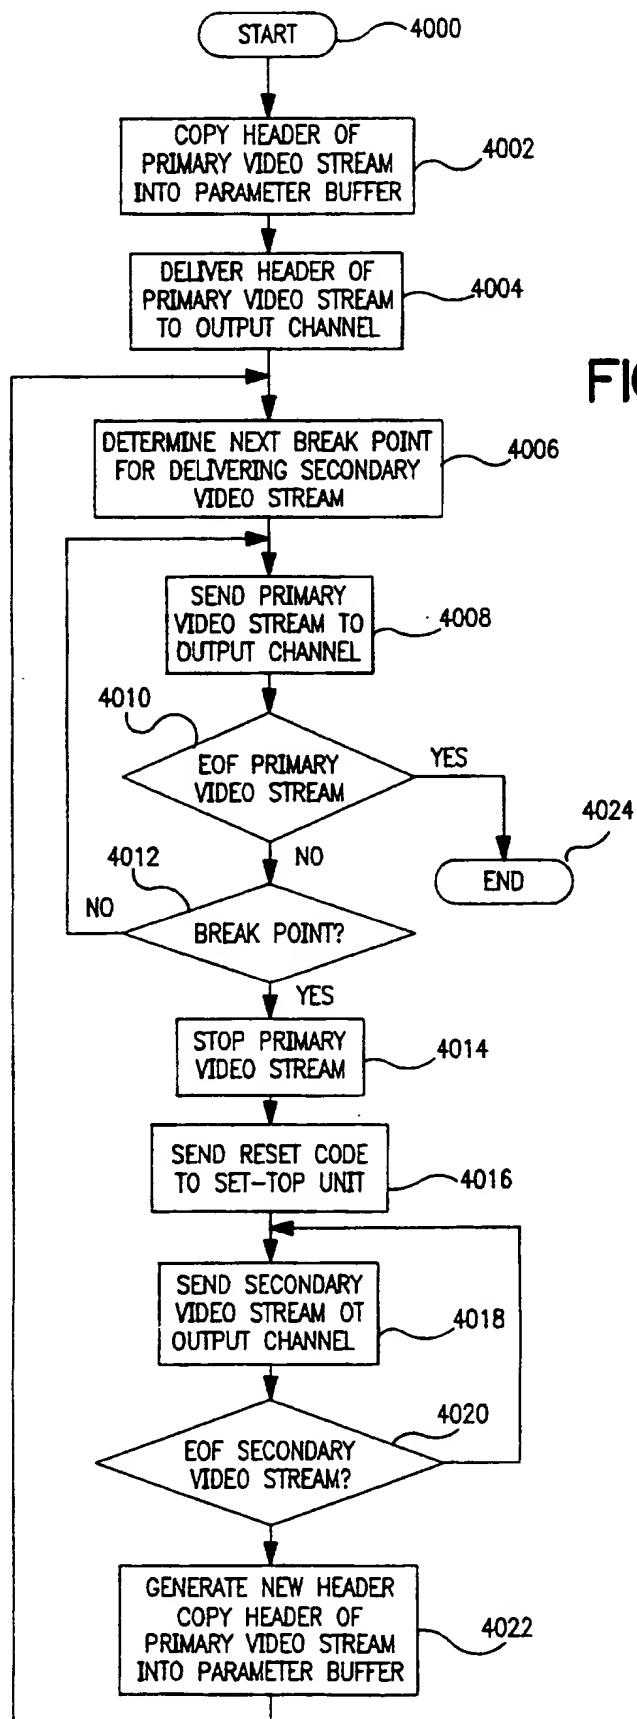 START
4000
COPY HEADER OF
PRIMARY VIDEO STREAM
INTO PARAMETER BUFFER
4002
DELIVER HEADER OF
PRIMARY VIDEO STREAM
TO OUTPUT CHANNEL
4004
FIG
DETERMINE NEXT BREAK POINT
FOR DELIVERING SECONDARY
VIDEO STREAM
4006
SEND PRIMARY
VIDEO STREAM TO
OUTPUT CHANNEL
4008
4010
EOF PRIMARY
VIDEO STREAM
YES
4024
END
NO
4012
NO
BREAK POINT?
YES
STOP PRIMARY
VIDEO STREAM
4014
SEND RESET CODE
TO SET-TOP UNIT
4016
SEND SECONDARY
VIDEO STREAM OT
OUTPUT CHANNEL
4018
4020
EOF SECONDARY
VIDEO STREAM?
GENERATE NEW HEADER
COPY HEADER OF
PRIMARY VIDEO STREAM
INTO PARAMETER BUFFER
4022